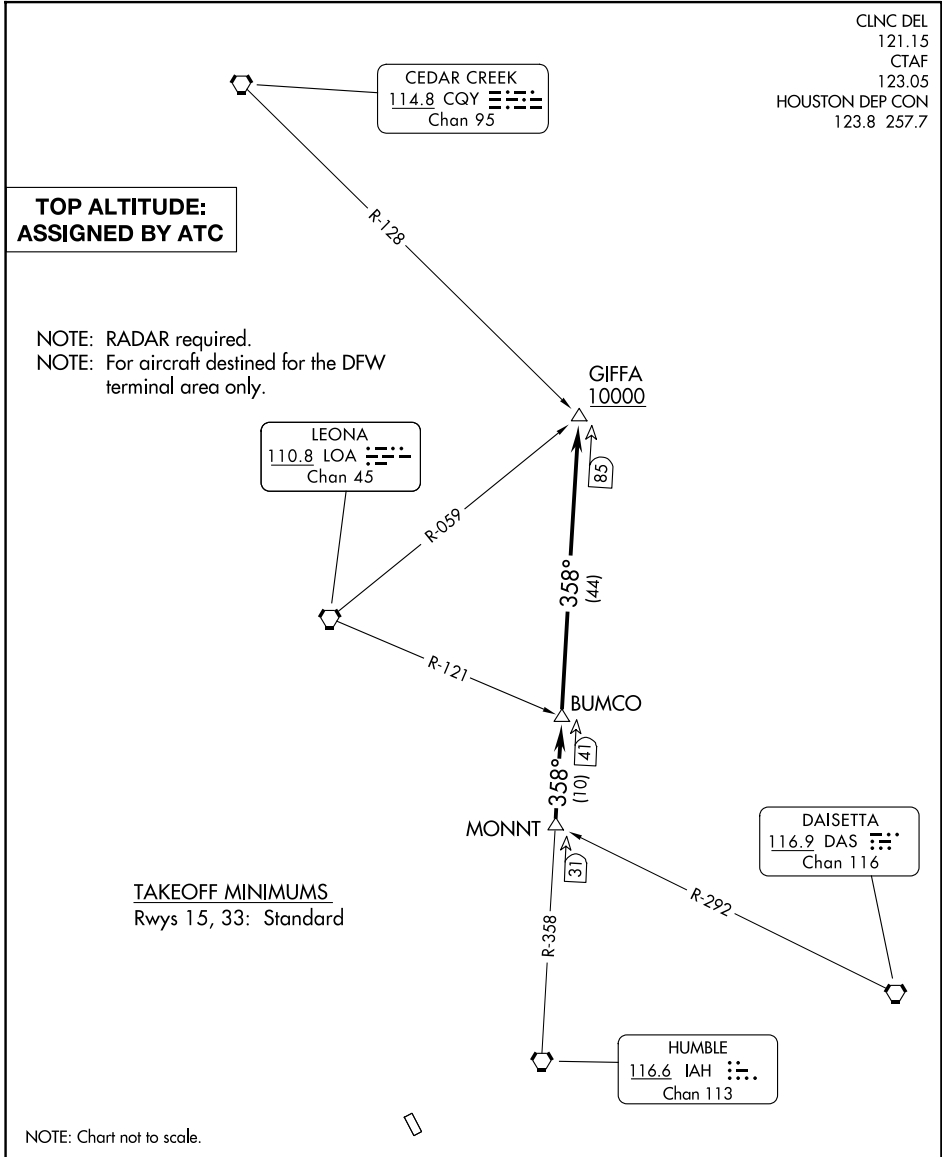 CLNC DEL
121.15
CTAF
123.05
HOUSTON DEP CON
123.8 257.7
CEDAR CREEK
114.8 CQY
Chan 95
TOP ALTITUDE:
ASSIGNED BY ATC
R-128
NOTE: RADAR required.
NOTE: For aircraft destined for the DFW
terminal area only.
GIFFA
10000
LEONA
110.8 LOA
Chan 45
85
R-059
358°
(44)
R-121
BUMCO
41
358°
(10)
MONNT
31
DAISETTA
116.9 DAS
Chan 116
R-292
TAKEOFF MINIMUMS
Rwys 15, 33: Standard
R-358
HUMBLE
116.6 IAH
Chan 113
NOTE: Chart not to scale.